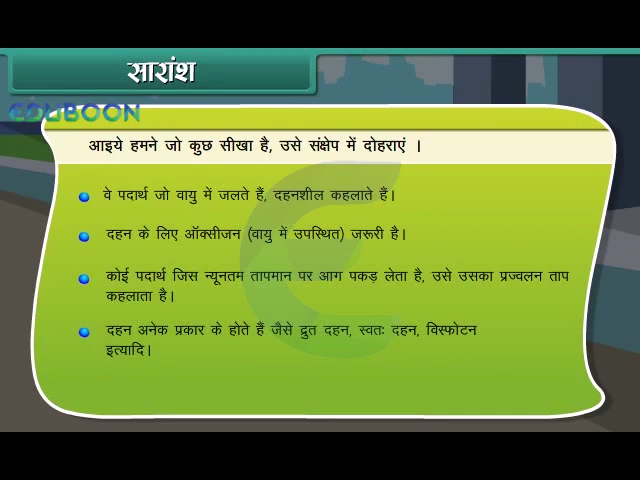 सारांश
EDUBOON
आइये हमने जो कुछ सीखा है, उसे संक्षेप में दोहराएं ।
वे पदार्थ जो वायु में जलते हैं, दहनशील कहलाते हैं।
दहन के लिए ऑक्सीजन (वायु में उपस्थित) जरूरी है।
कोई पदार्थ जिस न्यूनतम तापमान पर आग पकड़ लेता है, उसे उसका प्रज्वलन ताप
कहलाता है।
दहन अनेक प्रकार के होते हैं जैसे द्रुत दहन, स्वतः दहन, विस्फोटन
इत्यादि।